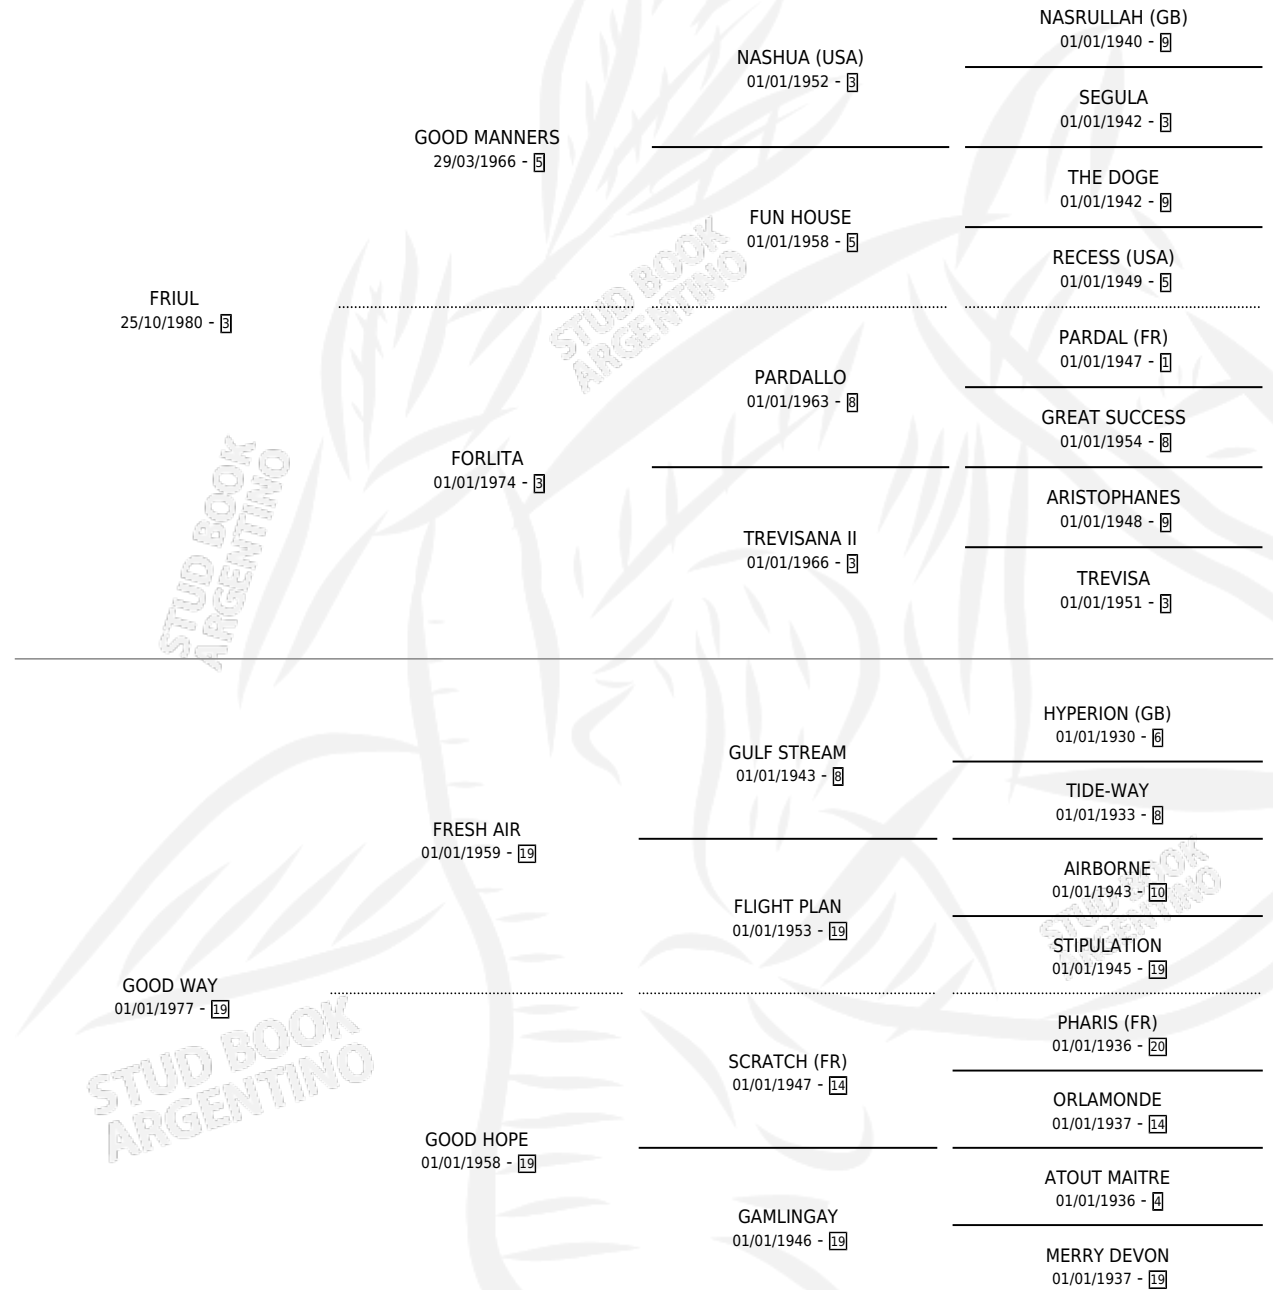 NASRULLAH (GB)
01/01/1940 - 9
NASHUA (USA)
01/01/1952 - 3
SEGULA
01/01/1942 - 3
GOOD MANNERS
29/03/1966 - 5
THE DOGE
01/01/1942 - 9
FUN HOUSE
01/01/1958 - 5
RECESS (USA)
01/01/1949 - 5
FRIUL
25/10/1980 - 3
PARDAL (FR)
01/01/1947 - 1
PARDALLO
01/01/1963 - 8
GREAT SUCCESS
01/01/1954 - 8
FORLITA
01/01/1974 - 3
ARISTOPHANES
01/01/1948 - 9
TREVISANA II
01/01/1966 - 3
TREVISA
01/01/1951 - 3
STUD BOOK
ARGENTINO
STUD BOOK
ARGENTINO
HYPERION (GB)
01/01/1930 - 6
GULF STREAM
01/01/1943 - 8
TIDE-WAY
01/01/1933 - 8
FRESH AIR
01/01/1959 - 19
AIRBORNE
01/01/1943 - 10
FLIGHT PLAN
01/01/1953 - 19
STIPULATION
01/01/1945 - 19
STUD BOOK
ARGENTINO
GOOD WAY
01/01/1977 - 19
PHARIS (FR)
01/01/1936 - 20
SCRATCH (FR)
01/01/1947 - 14
ORLAMONDE
01/01/1937 - 14
GOOD HOPE
01/01/1958 - 19
ATOUT MAITRE
01/01/1936 - 4
GAMLINGAY
01/01/1946 - 19
MERRY DEVON
01/01/1937 - 19
STUD BOOK
ARGENTINO